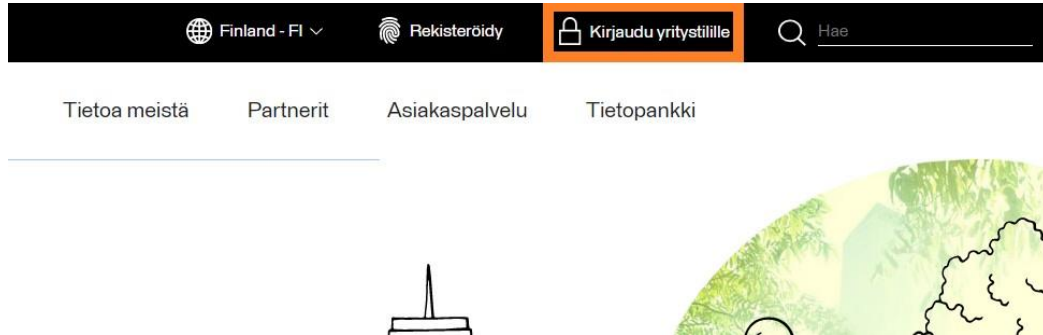 Finland - FI
Rekisteröidy
Kirjaudu yritystilille
Hae
Tietoa meistä
Partnerit
Asiakaspalvelu
Tietopankki